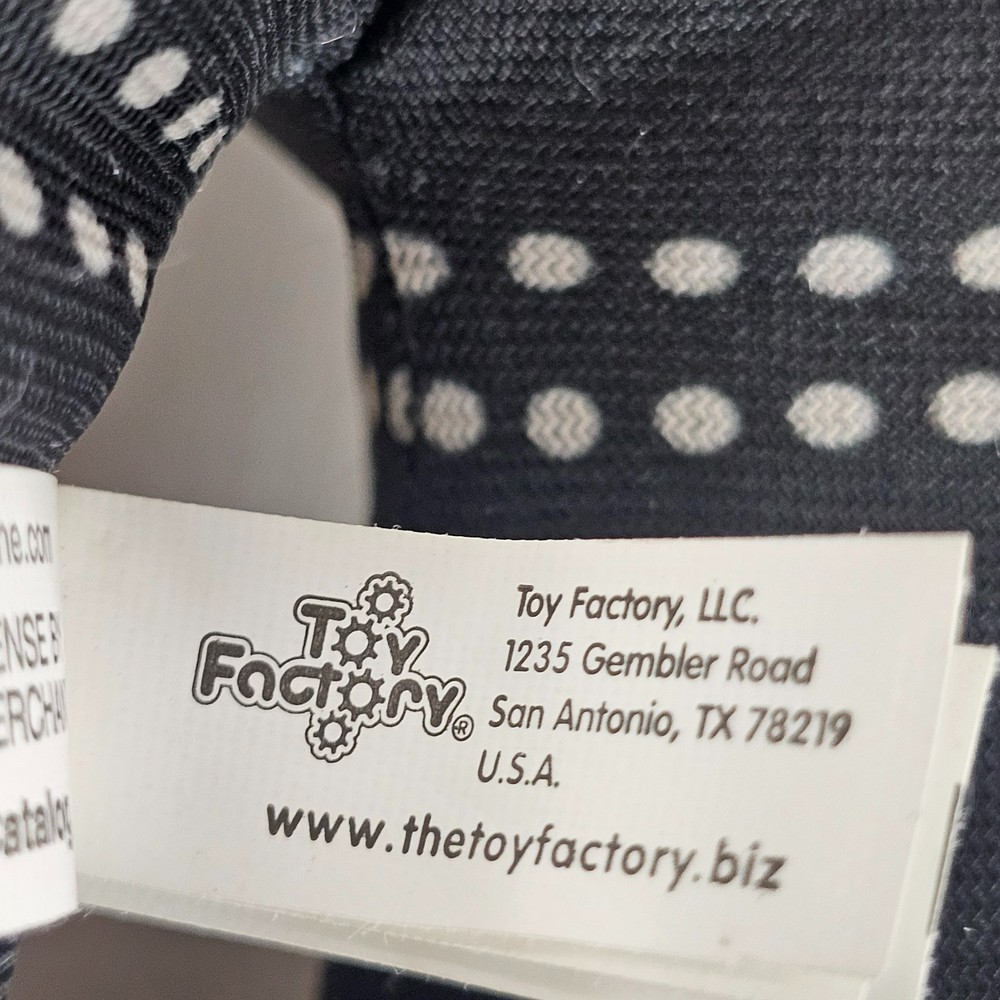 Toy
Factory®
Toy Factory, LLC.
1235 Gembler Road
San Antonio, TX 78219
U.S.A.
www.thetoyfactory.biz